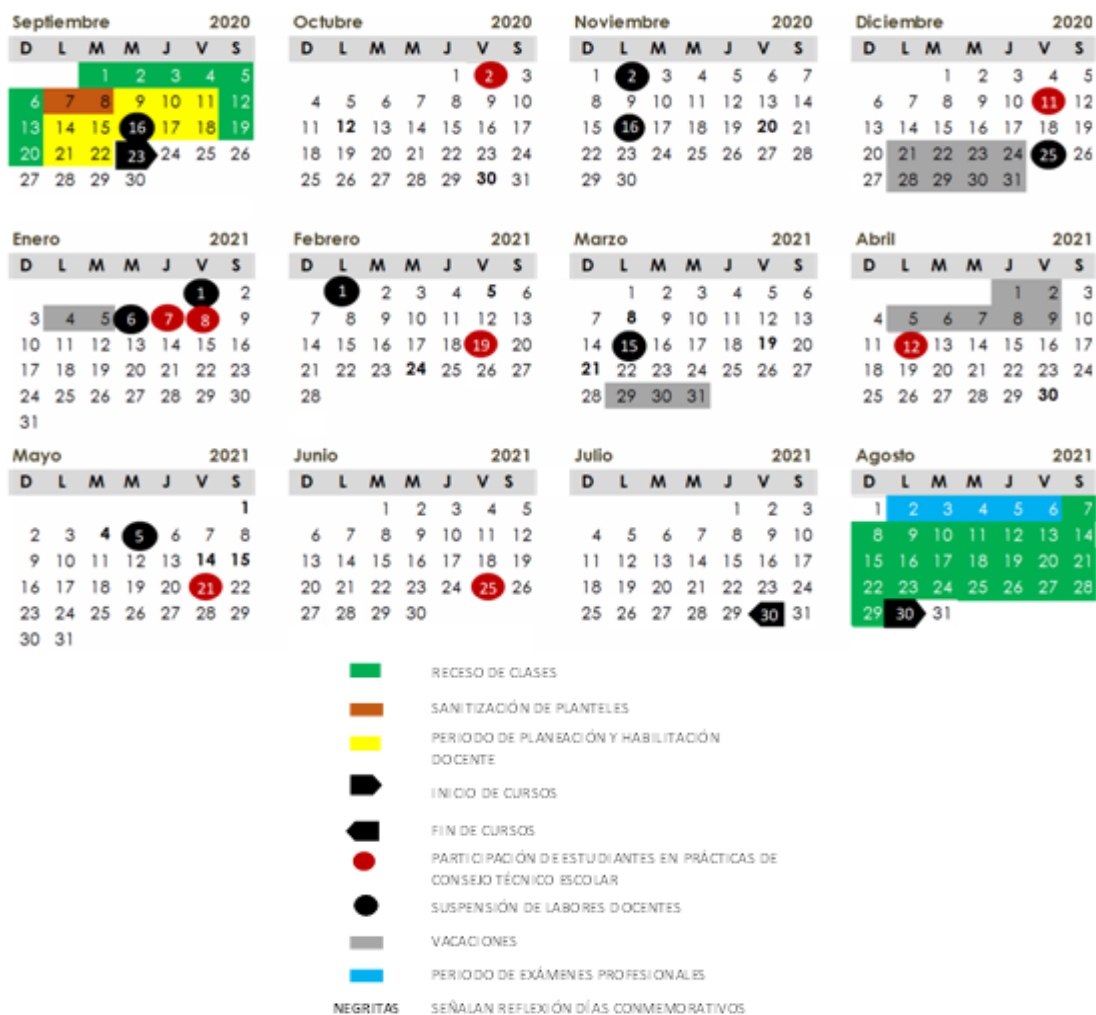 Septiembre 2020 Octubre 2020 Noviembre 2020 Diciembre 2020
D L M M J V S D L M M J V S D L M M J V S D L M M J V S
1 2 3 4 5 1 2 3 1 2 3 4 5 6 7 1 2 3 4 5
6 7 8 9 10 11 12 4 5 6 7 8 9 10 8 9 10 11 12 13 14 6 7 8 9 10 11 12
13 14 15 16 17 18 19 11 12 13 14 15 16 17 15 16 17 18 19 20 21 13 14 15 16 17 18 19
20 21 22 23 24 25 26 18 19 20 21 22 23 24 22 23 24 25 26 27 28 20 21 22 23 24 25 26
27 28 29 30 25 26 27 28 29 30 31 29 30 27 28 29 30 31
Enero 2021 Febrero 2021 Marzo 2021 Abril 2021
D L M M J V S D L M M J V S D L M M J V S D L M M J V S
1 2 1 2 3 4 5 6 1 2 3 4 5 6 1 2 3
3 4 5 6 7 8 9 7 8 9 10 11 12 13 7 8 9 10 11 12 13 4 5 6 7 8 9 10
10 11 12 13 14 15 16 14 15 16 17 18 19 20 14 15 16 17 18 19 20 11 12 13 14 15 16 17
17 18 19 20 21 22 23 21 22 23 24 25 26 27 21 22 23 24 25 26 27 18 19 20 21 22 23 24
24 25 26 27 28 29 30 28 28 29 30 31 25 26 27 28 29 30
31
Mayo 2021 Junio 2021 Julio 2021 Agosto 2021
D L M M J V S D L M M J V S D L M M J V S D L M M J V S
1 1 2 3 4 5 1 2 3 1 2 3 4 5 6 7
2 3 4 5 6 7 8 6 7 8 9 10 11 12 4 5 6 7 8 9 10 8 9 10 11 12 13 14
9 10 11 12 13 14 15 13 14 15 16 17 18 19 11 12 13 14 15 16 17 15 16 17 18 19 20 21
16 17 18 19 20 21 22 20 21 22 23 24 25 26 18 19 20 21 22 23 24 22 23 24 25 26 27 28
23 24 25 26 27 28 29 27 28 29 30 25 26 27 28 29 30 31 29 30 31
30 31
RECESO DE CLASES
SANITIZACIÓN DE PLANTELES
PERIODO DE PLANEACIÓN Y HABILITACIÓN
DOCENTE
INICIO DE CURSOS
FIN DE CURSOS
PARTICIPACIÓN DE ESTUDIANTES EN PRÁCTICAS DE
CONSEJO TÉCNICO ESCOLAR
SUSPENSIÓN DE LABORES DOCENTES
VACACIONES
PERIODO DE EXÁMENES PROFESIONALES
NEGRITAS SEÑALAN REFLEXIÓN DÍAS CONMEMORATIVOS